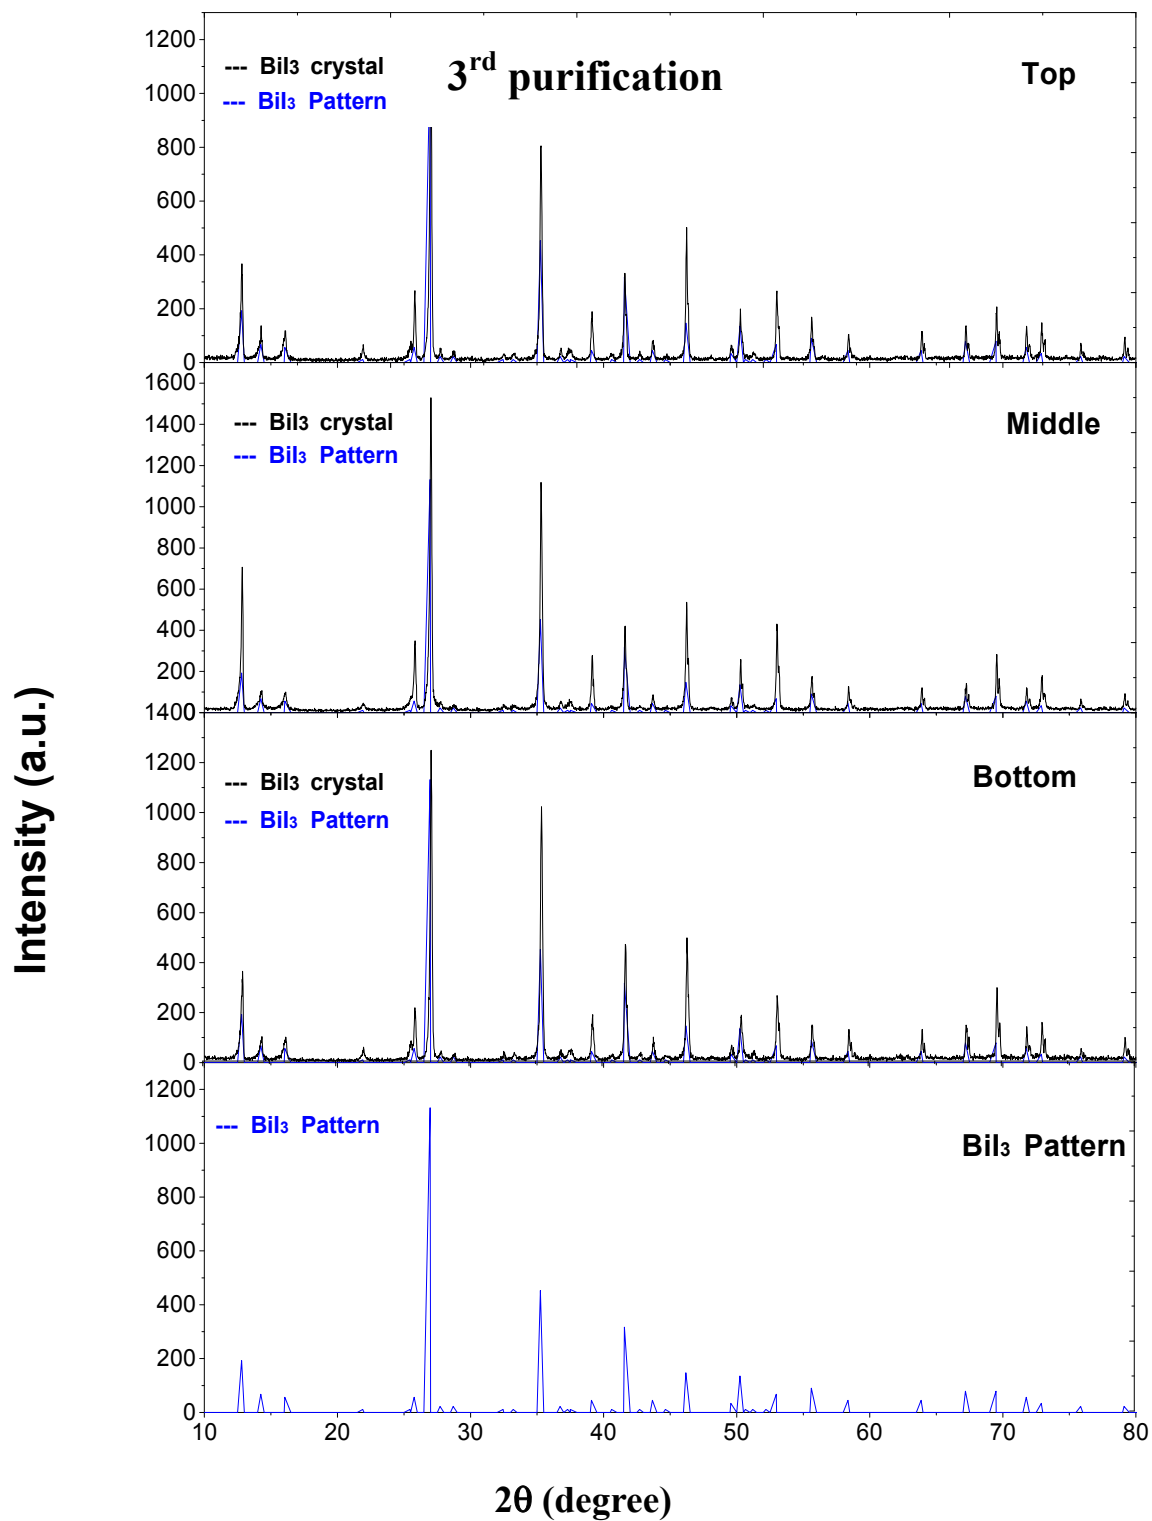 Intensity (a.u.)
3rd purification
Top
--- BiI3 crystal
--- BiI3 Pattern
1200
1000
800
600
400
200
0
Middle
--- BiI3 crystal
--- BiI3 Pattern
1600
1400
1200
1000
800
600
400
200
Bottom
--- BiI3 crystal
--- BiI3 Pattern
1400
1200
1000
800
600
400
200
0
BiI3 Pattern
--- BiI3 Pattern
1200
1000
800
600
400
200
0
10 20 30 40 50 60 70 80
2θ (degree)